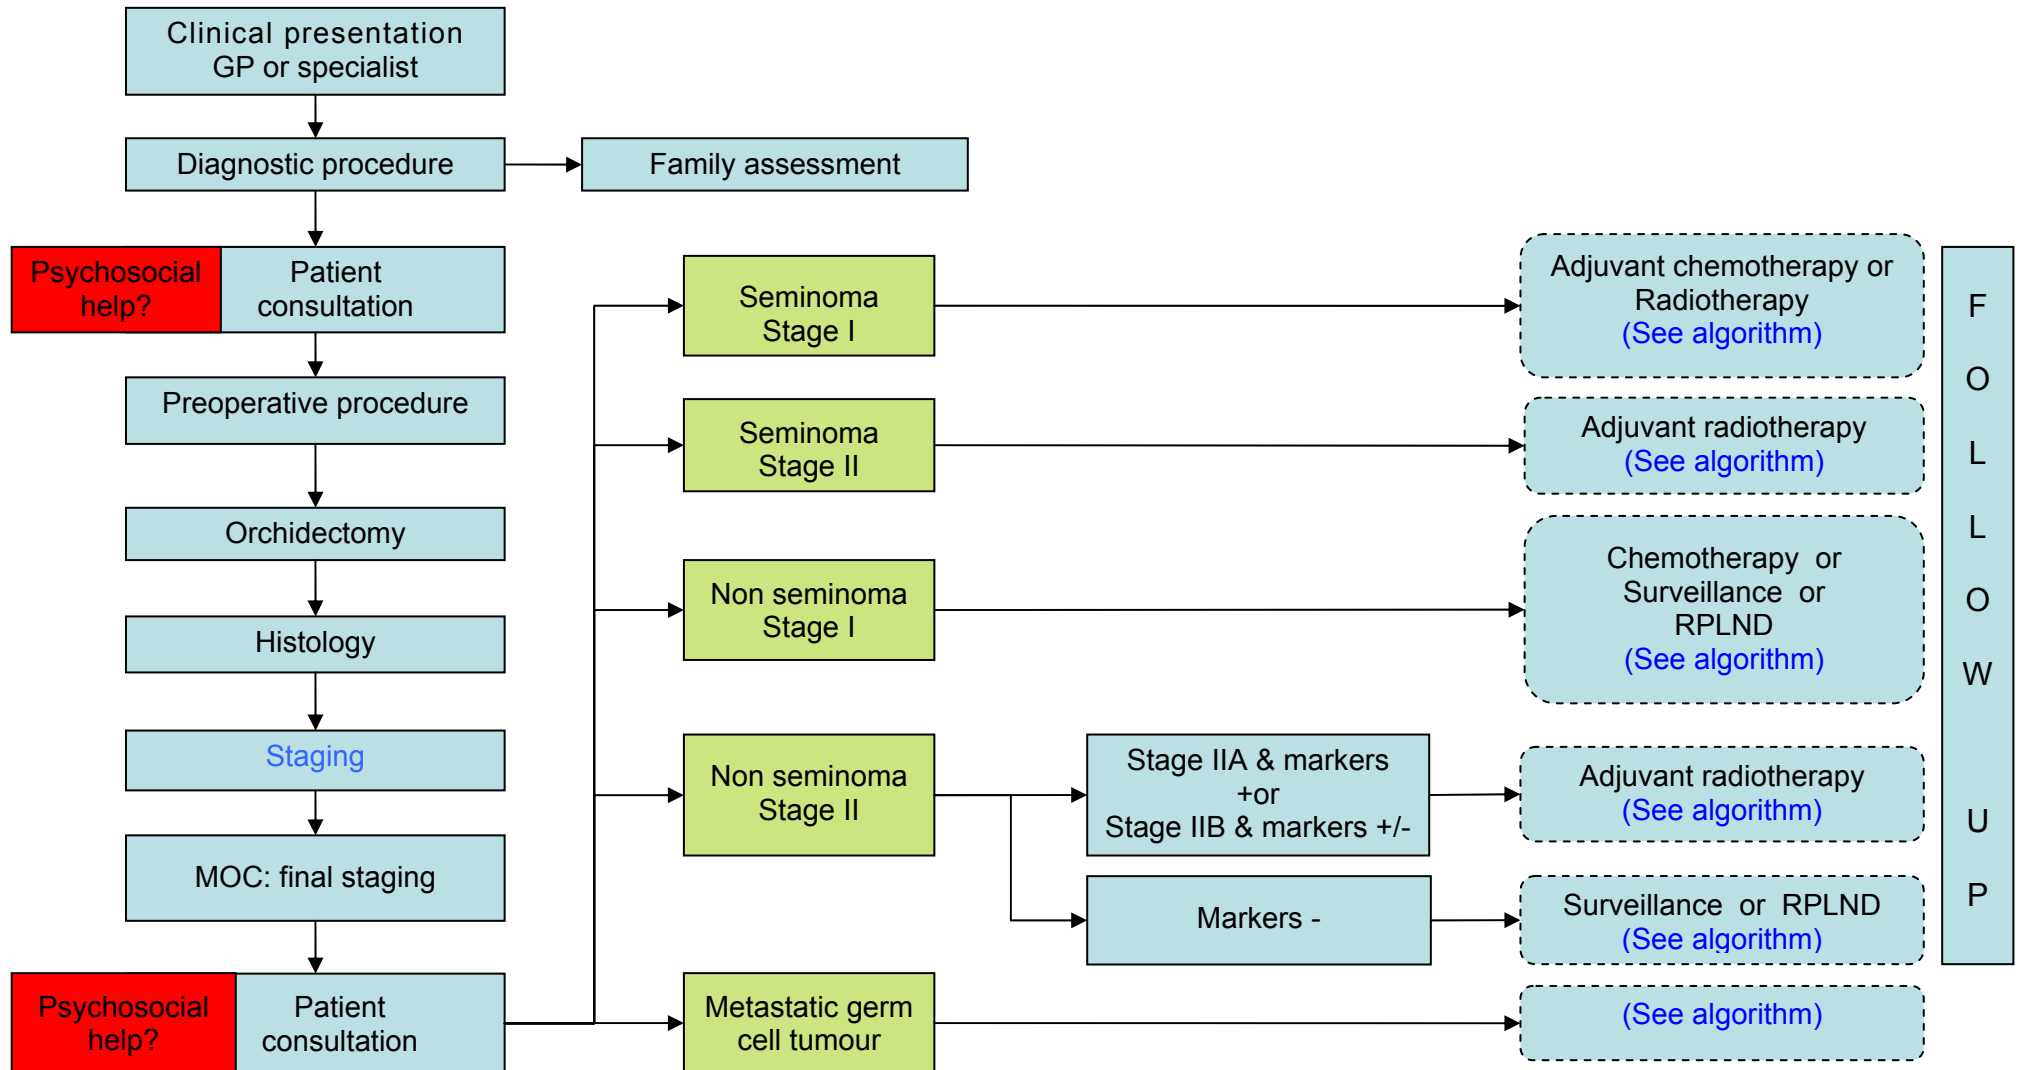 Clinical presentation
GP or specialist
Diagnostic procedure
Family assessment
Psychosocial
help?
Patient
consultation
Preoperative procedure
Orchidectomy
Histology
Staging
MOC: final staging
Psychosocial
help?
Patient
consultation
Seminoma
Stage I
Adjuvant chemotherapy or
Radiotherapy
(See algorithm)
Seminoma
Stage II
Adjuvant radiotherapy
(See algorithm)
Non seminoma
Stage I
Chemotherapy or
Surveillance or
RPLND
(See algorithm)
Non seminoma
Stage II
Stage IIA & markers
+or
Stage IIB & markers +/-
Adjuvant radiotherapy
(See algorithm)
Markers -
Surveillance or RPLND
(See algorithm)
Metastatic germ
cell tumour
(See algorithm)
F
O
L
L
O
W
U
P